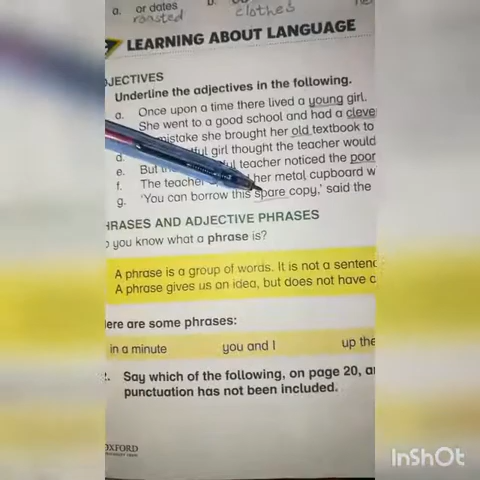 a. or dates b.
roasted clothes
LEARNING ABOUT LANGUAGE
DJECTIVES
Underline the adjectives in the following.
a. Once upon a time there lived a young girl.
She went to a good school and had a cleve
mistake she brought her old textbook to
d. ful girl thought the teacher would
e. But the ful teacher noticed the poor
f. The teacher her metal cupboard w
g. 'You can borrow this spare copy,' said the
HRASES AND ADJECTIVE PHRASES
o you know what a phrase is?
A phrase is a group of words. It is not a sentenc
A phrase gives us an idea, but does not have c
ere are some phrases:
in a minute you and I up the
2. Say which of the following, on page 20, a
punctuation has not been included.
OXFORD
InShOt